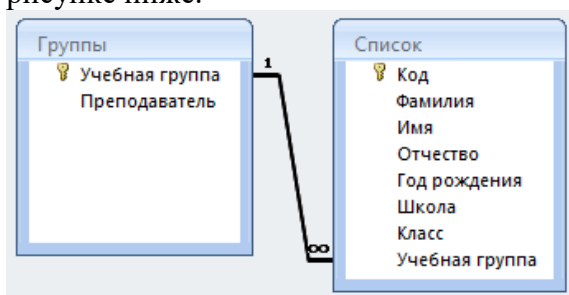 рисунке ниже.
Группы
Учебная группа
Преподаватель
1
∞
Список
Код
Фамилия
Имя
Отчество
Год рождения
Школа
Класс
Учебная группа